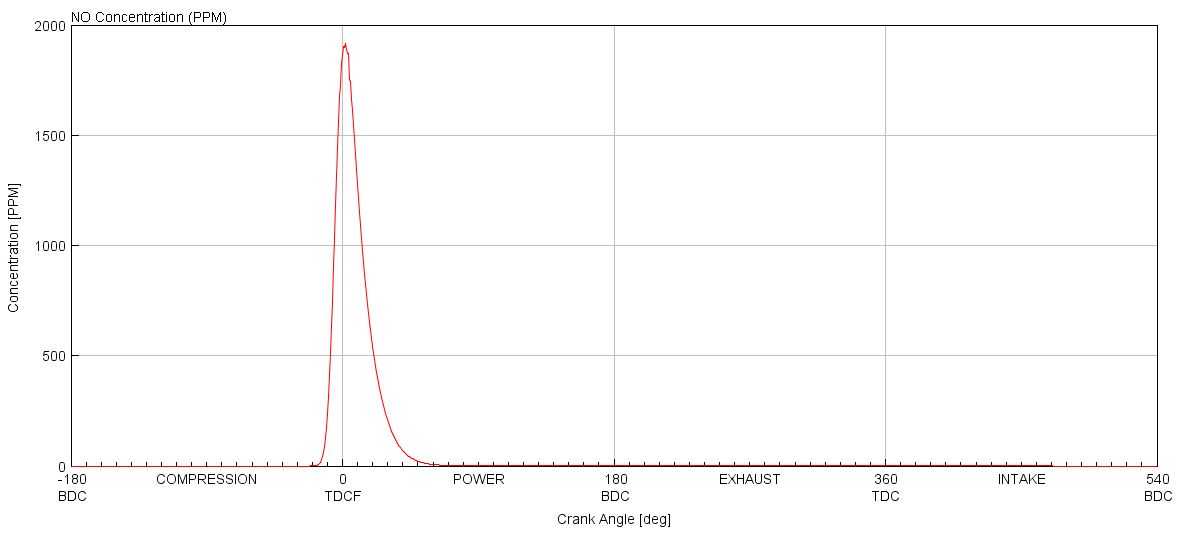 NO Concentration (PPM)
2000
1500
1000
500
0
Concentration [PPM]
-180 COMPRESSION 0 POWER 180 EXHAUST 360 INTAKE 540
BDC TDCF BDC TDC BDC
Crank Angle [deg]